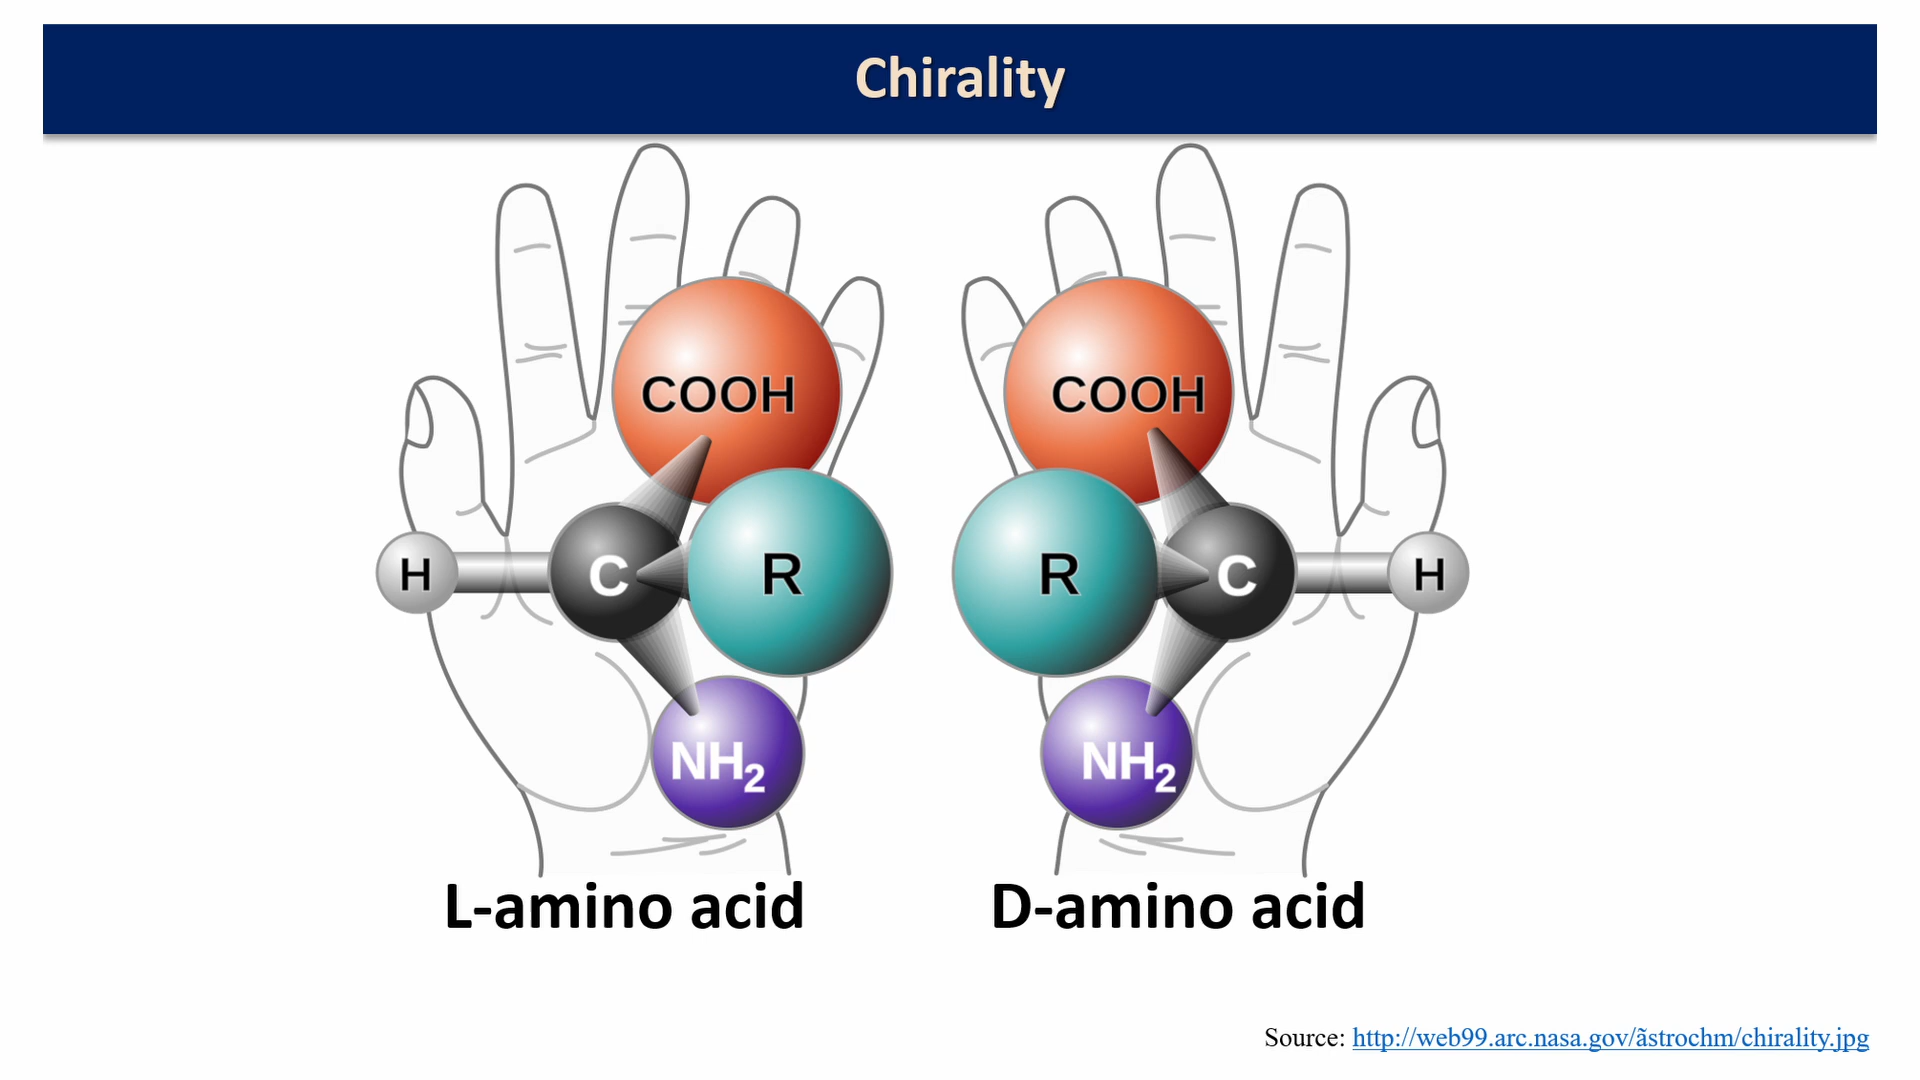 Chirality
COOH
COOH
H
C
R
R
C
H
NH₂
NH₂
L-amino acid
D-amino acid
Source: http://web99.arc.nasa.gov/ãstrochm/chirality.jpg